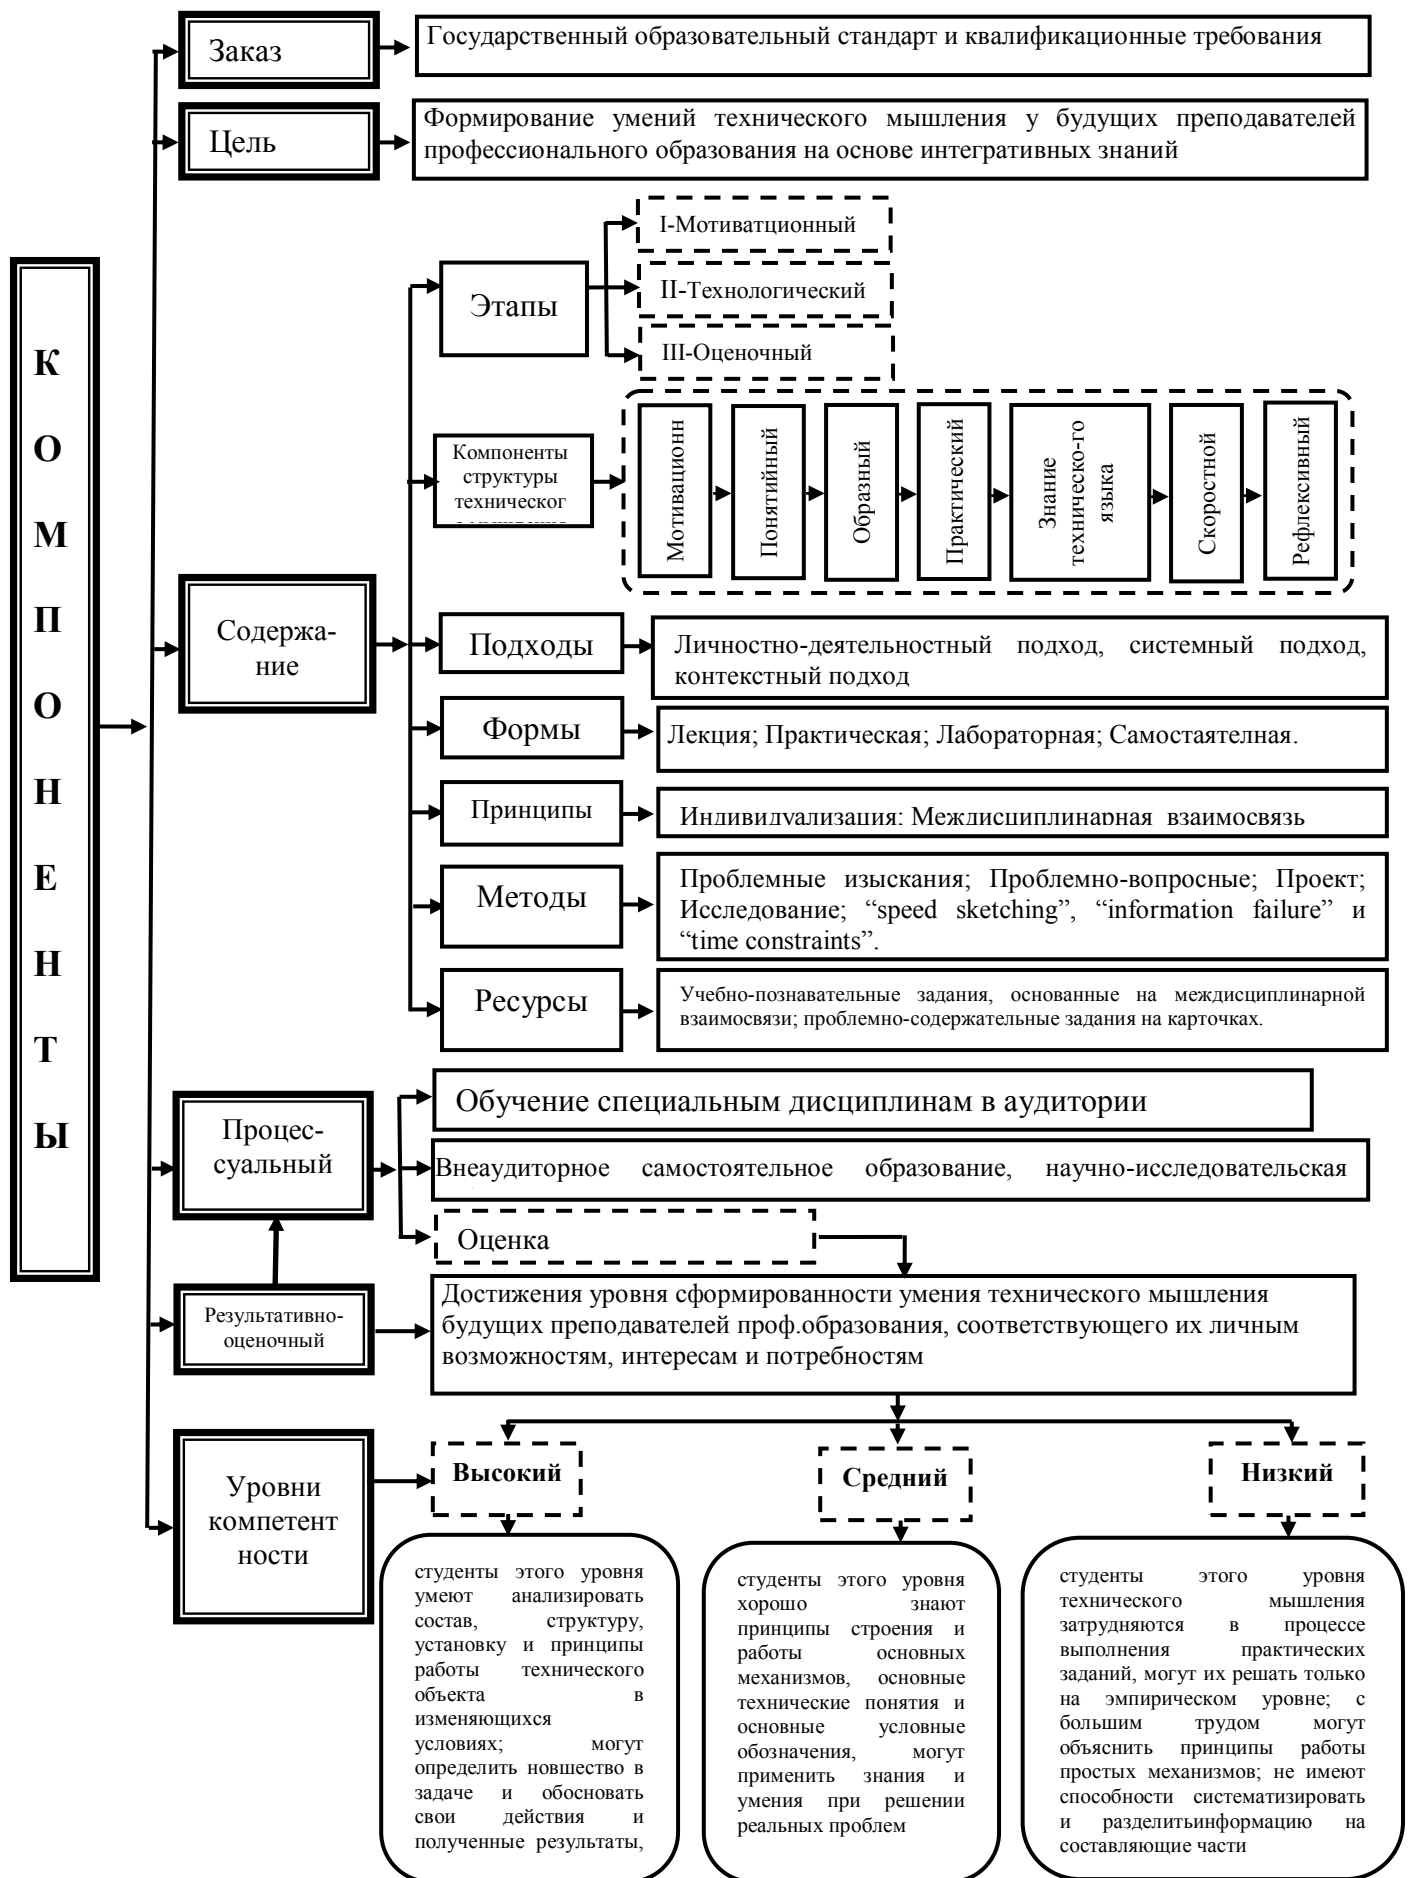 Заказ
Государственный образовательный стандарт и квалификационные требования
Цель
Формирование умений технического мышления у будущих преподавателей
профессионального образования на основе интегративных знаний
КОМПОНЕНТЫ
Содержа-
ние
Этапы
I-Мотиватционный
II-Технологический
III-Оценочный
Компоненты
структуры
техническог
Мотивационн
Понятийный
Образный
Практический
Знание
техническо-го
языка
Скоростной
Рефлексивный
Подходы
Личностно-деятельностный подход, системный подход,
контекстный подход
Формы
Лекция; Практическая; Лабораторная; Самостаятелная.
Принципы
Индивидуализация; Междисциплинарная взаимосвязь
Методы
Проблемные изыскания; Проблемно-вопросные; Проект;
Исследование; “speed sketching”, “information failure” и
“time constraints”.
Ресурсы
Учебно-познавательные задания, основанные на междисциплинарной
взаимосвязи; проблемно-содержательные задания на карточках.
Процес-
суальный
Обучение специальным дисциплинам в аудитории
Внеаудиторное самостоятельное образование, научно-исследовательская
Оценка
Результативно-
оценочный
Достижения уровня сформированности умения технического мышления
будущих преподавателей проф.образования, соответствующего их личным
возможностям, интересам и потребностям
Уровни
компетент
ности
Высокий
Средний
Низкий
студенты этого уровня
умеют анализировать
состав, структуру,
установку и принципы
работы технического
объекта в
изменяющихся
условиях; могут
определить новшество в
задаче и обосновать
свои действия и
полученные результаты,
студенты этого уровня
хорошо знают
принципы строения и
работы основных
механизмов, основные
технические понятия и
основные условные
обозначения, могут
применить знания и
умения при решении
реальных проблем
студенты этого уровня
технического мышления
затрудняются в процессе
выполнения практических
заданий, могут их решать только
на эмпирическом уровне; с
большим трудом могут
объяснить принципы работы
простых механизмов; не имеют
способности систематизировать
и разделитьинформацию на
составляющие части